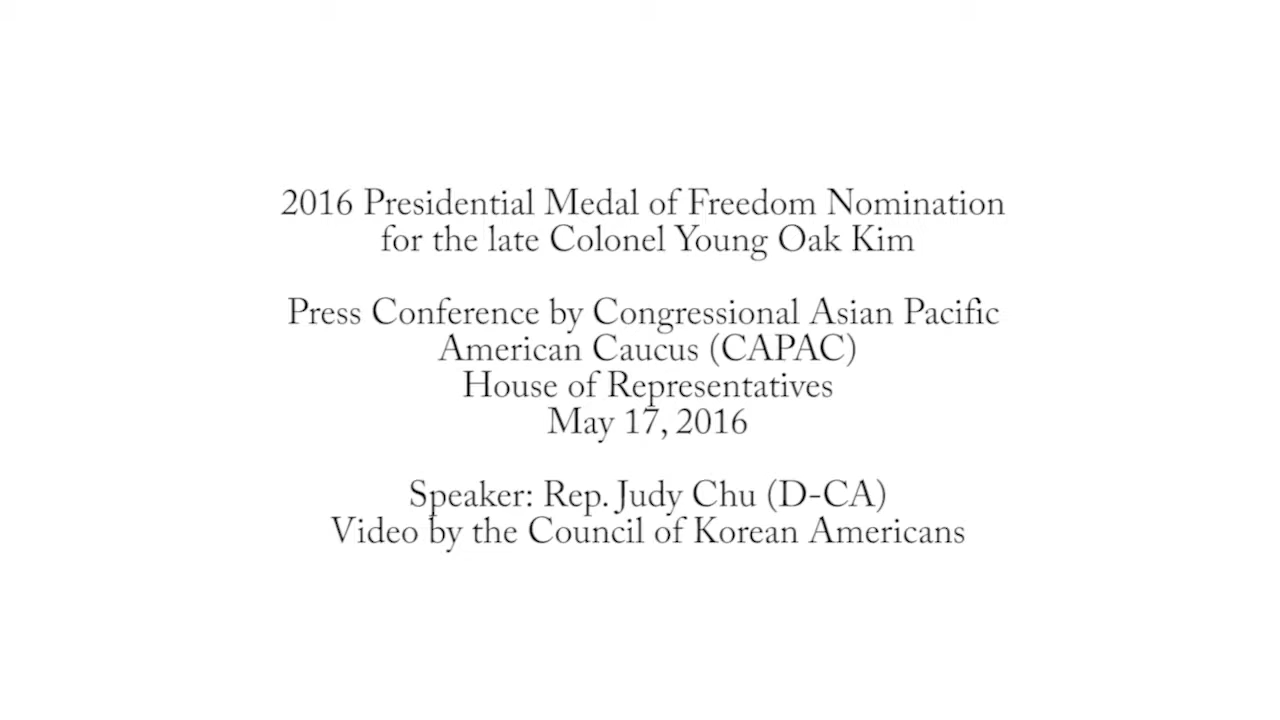 2016 Presidential Medal of Freedom Nomination
for the late Colonel Young Oak Kim
Press Conference by Congressional Asian Pacific
American Caucus (CAPAC)
House of Representatives
May 17, 2016
Speaker: Rep. Judy Chu (D-CA)
Video by the Council of Korean Americans